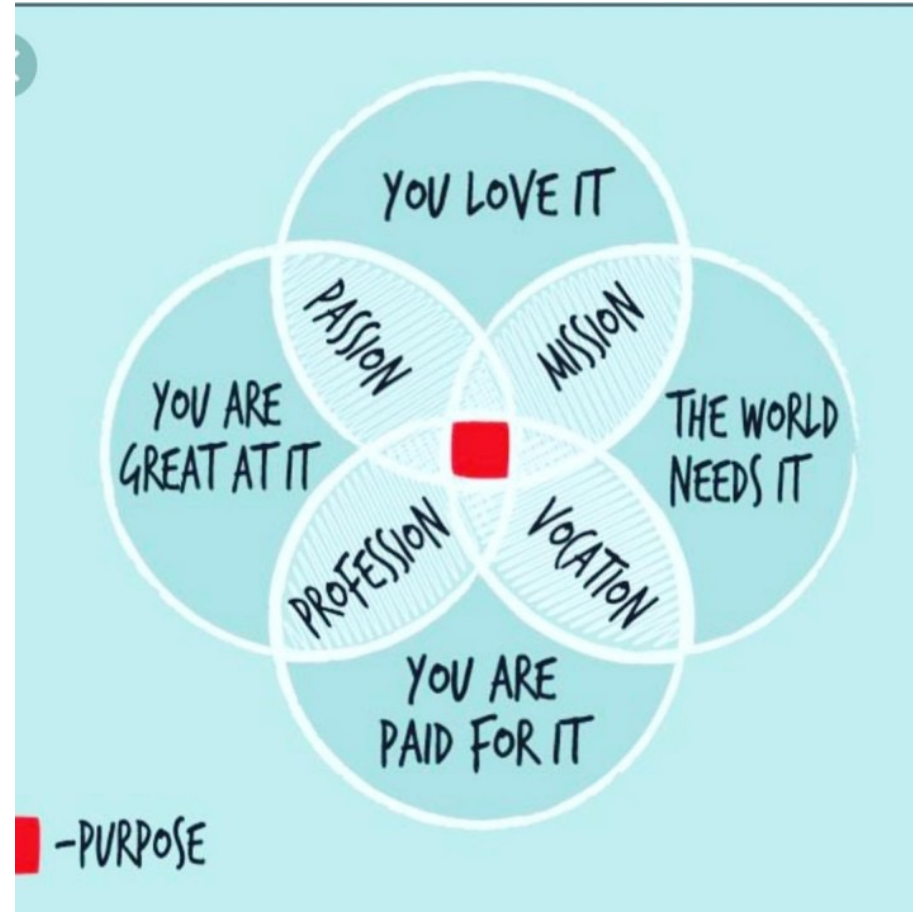 YOU LOVE IT
PASSION
MISSION
YOU ARE
GREAT AT IT
THE WORLD
NEEDS IT
PROFESSION
VOCATION
YOU ARE
PAID FOR IT
-PURPOSE